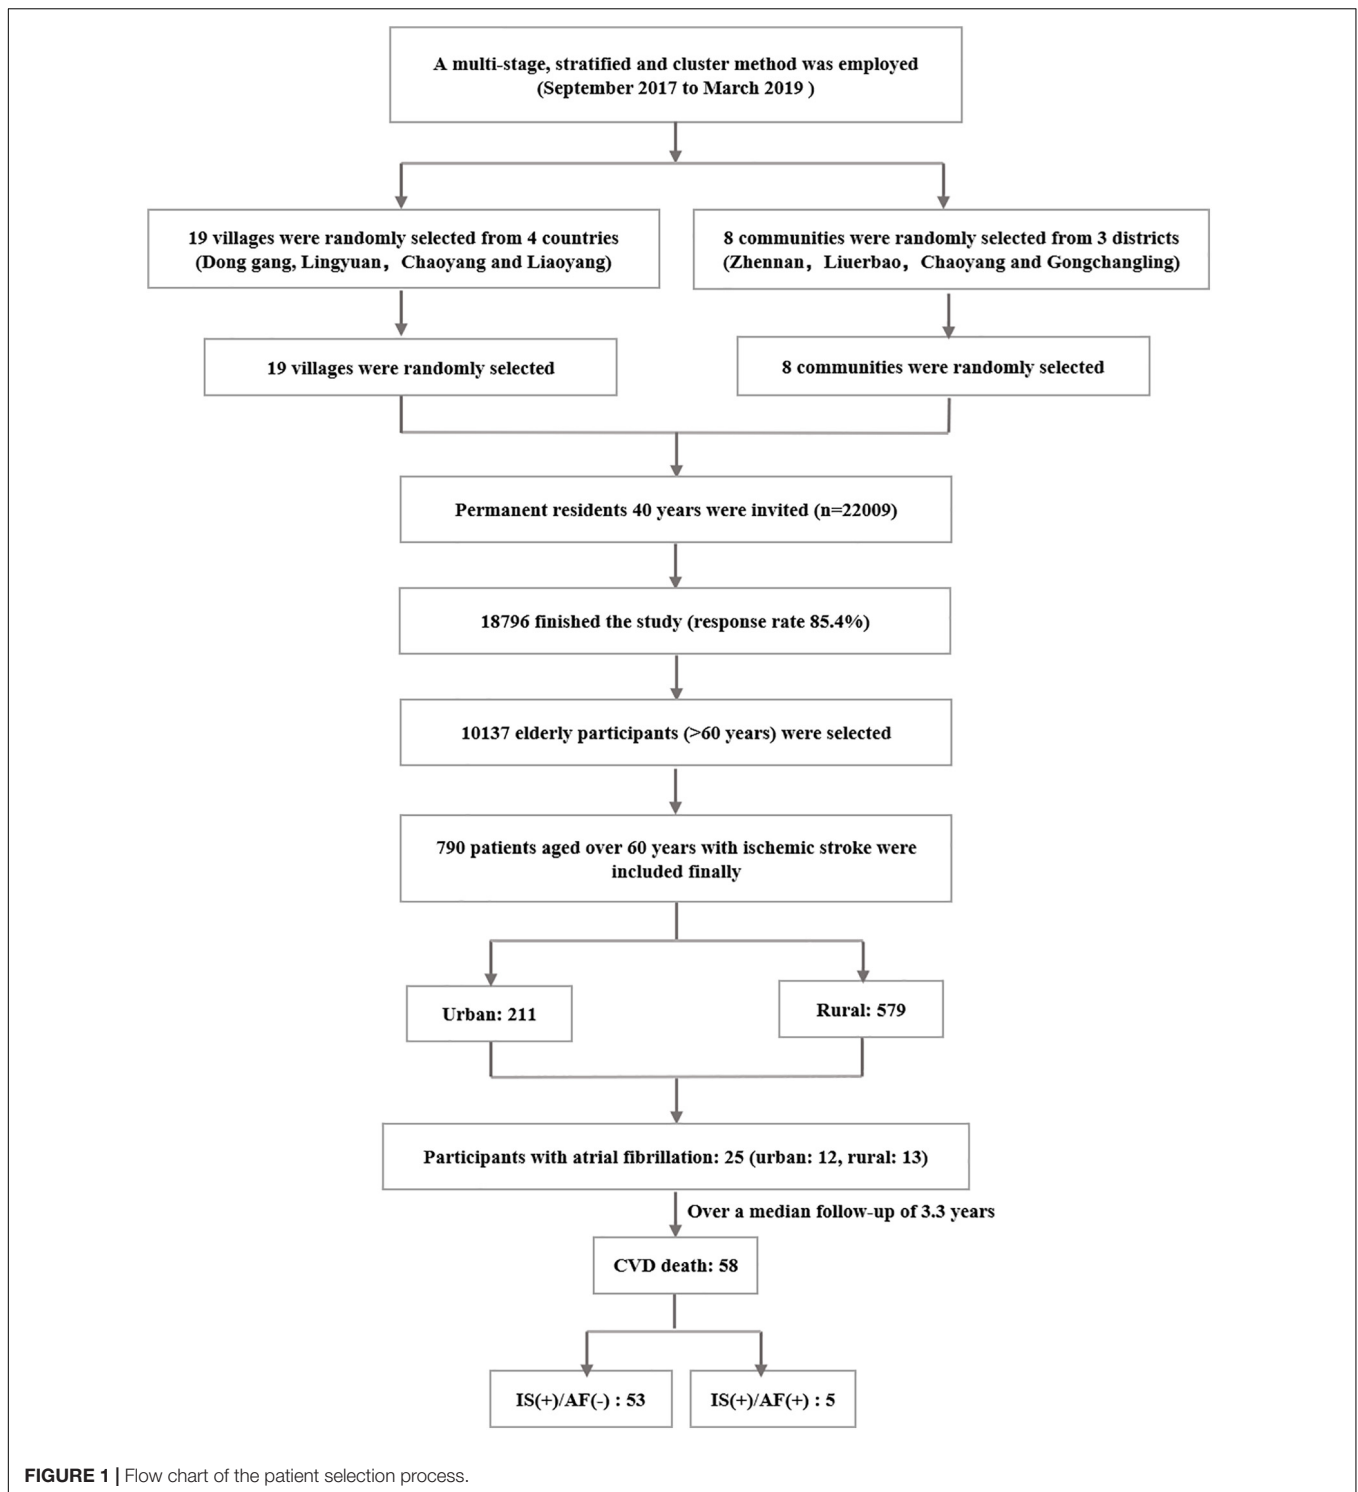 A multi-stage, stratified and cluster method was employed
(September 2017 to March 2019 )
19 villages were randomly selected from 4 countries
(Dong gang, Lingyuan，Chaoyang and Liaoyang)
8 communities were randomly selected from 3 districts
(Zhennan，Liuerbao，Chaoyang and Gongchangling)
19 villages were randomly selected
8 communities were randomly selected
Permanent residents 40 years were invited (n=22009)
18796 finished the study (response rate 85.4%)
10137 elderly participants (>60 years) were selected
790 patients aged over 60 years with ischemic stroke were
included finally
Urban: 211
Rural: 579
Participants with atrial fibrillation: 25 (urban: 12, rural: 13)
Over a median follow-up of 3.3 years
CVD death: 58
IS(+)/AF(-) : 53
IS(+)/AF(+) : 5
FIGURE 1 | Flow chart of the patient selection process.